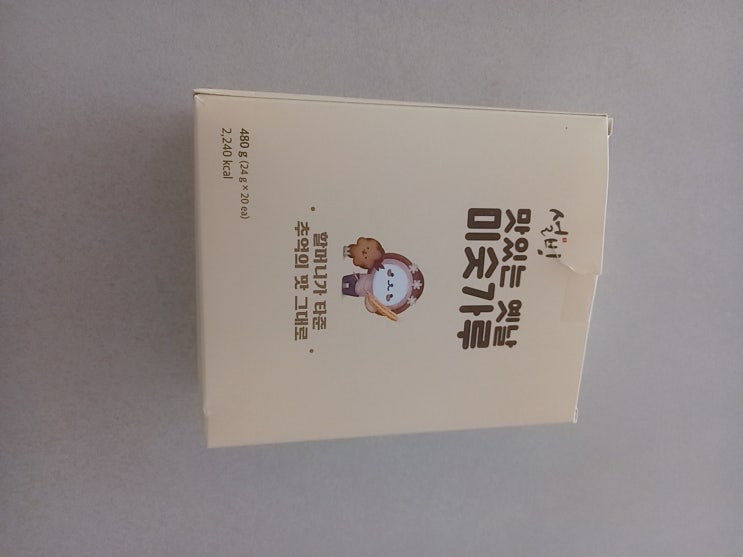 설빙
맛있는 옛날
미숫가루
할머니가 타준
추억의 맛 그대로
480 g (24 g × 20 ea)
2,240 kcal